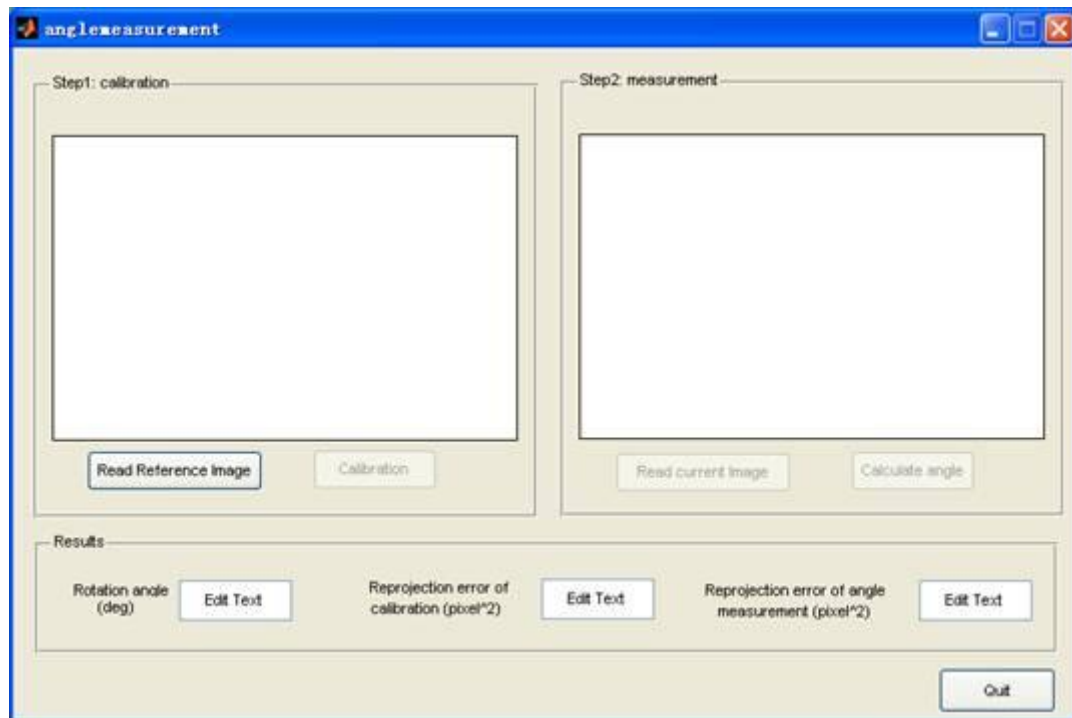 anglemeasurement
Step1: calibration
Read Reference Image
Calibration
Step2: measurement
Read current Image
Calculate angle
Results
Rotation angle
(deg)
Edit Text
Reprojection error of
calibration (pixel^2)
Edit Text
Reprojection error of angle
measurement (pixel^2)
Edit Text
Quit